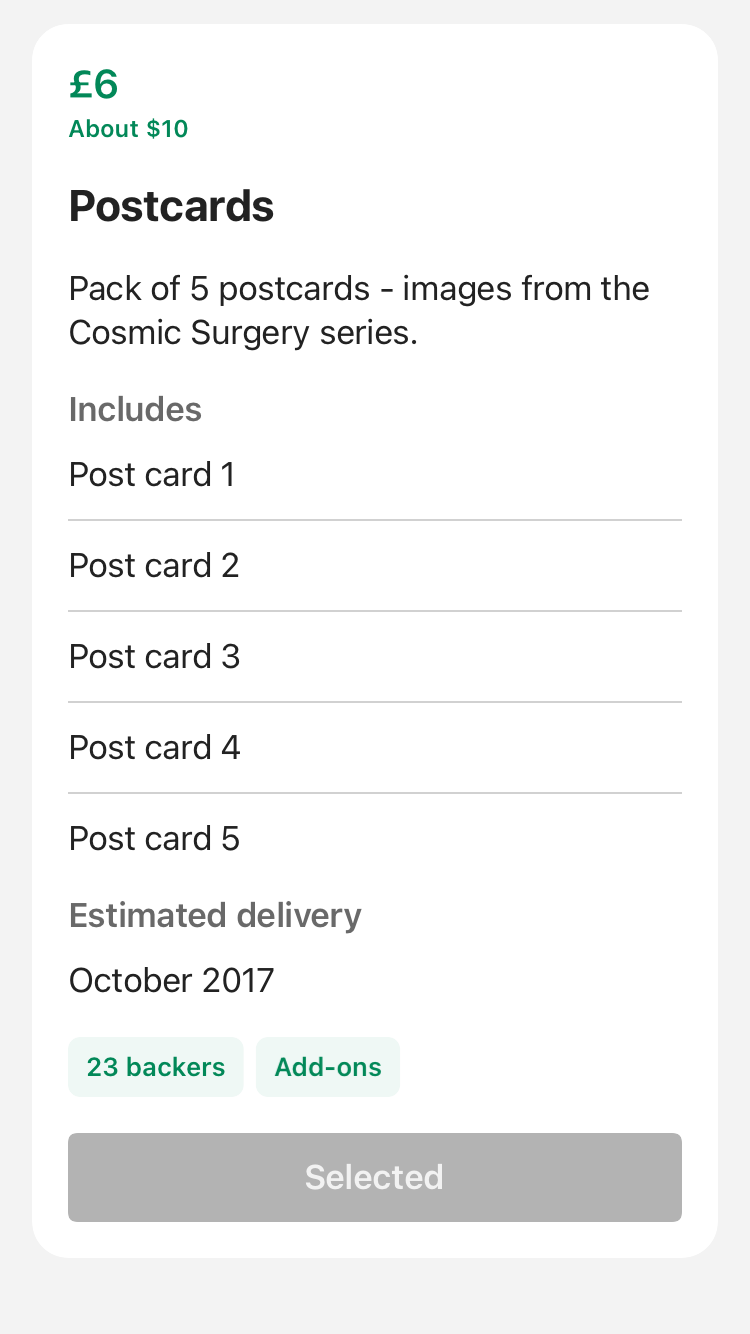 £6
About $10
Postcards
Pack of 5 postcards - images from the
Cosmic Surgery series.
Includes
Post card 1
Post card 2
Post card 3
Post card 4
Post card 5
Estimated delivery
October 2017
23 backers
Add-ons
Selected